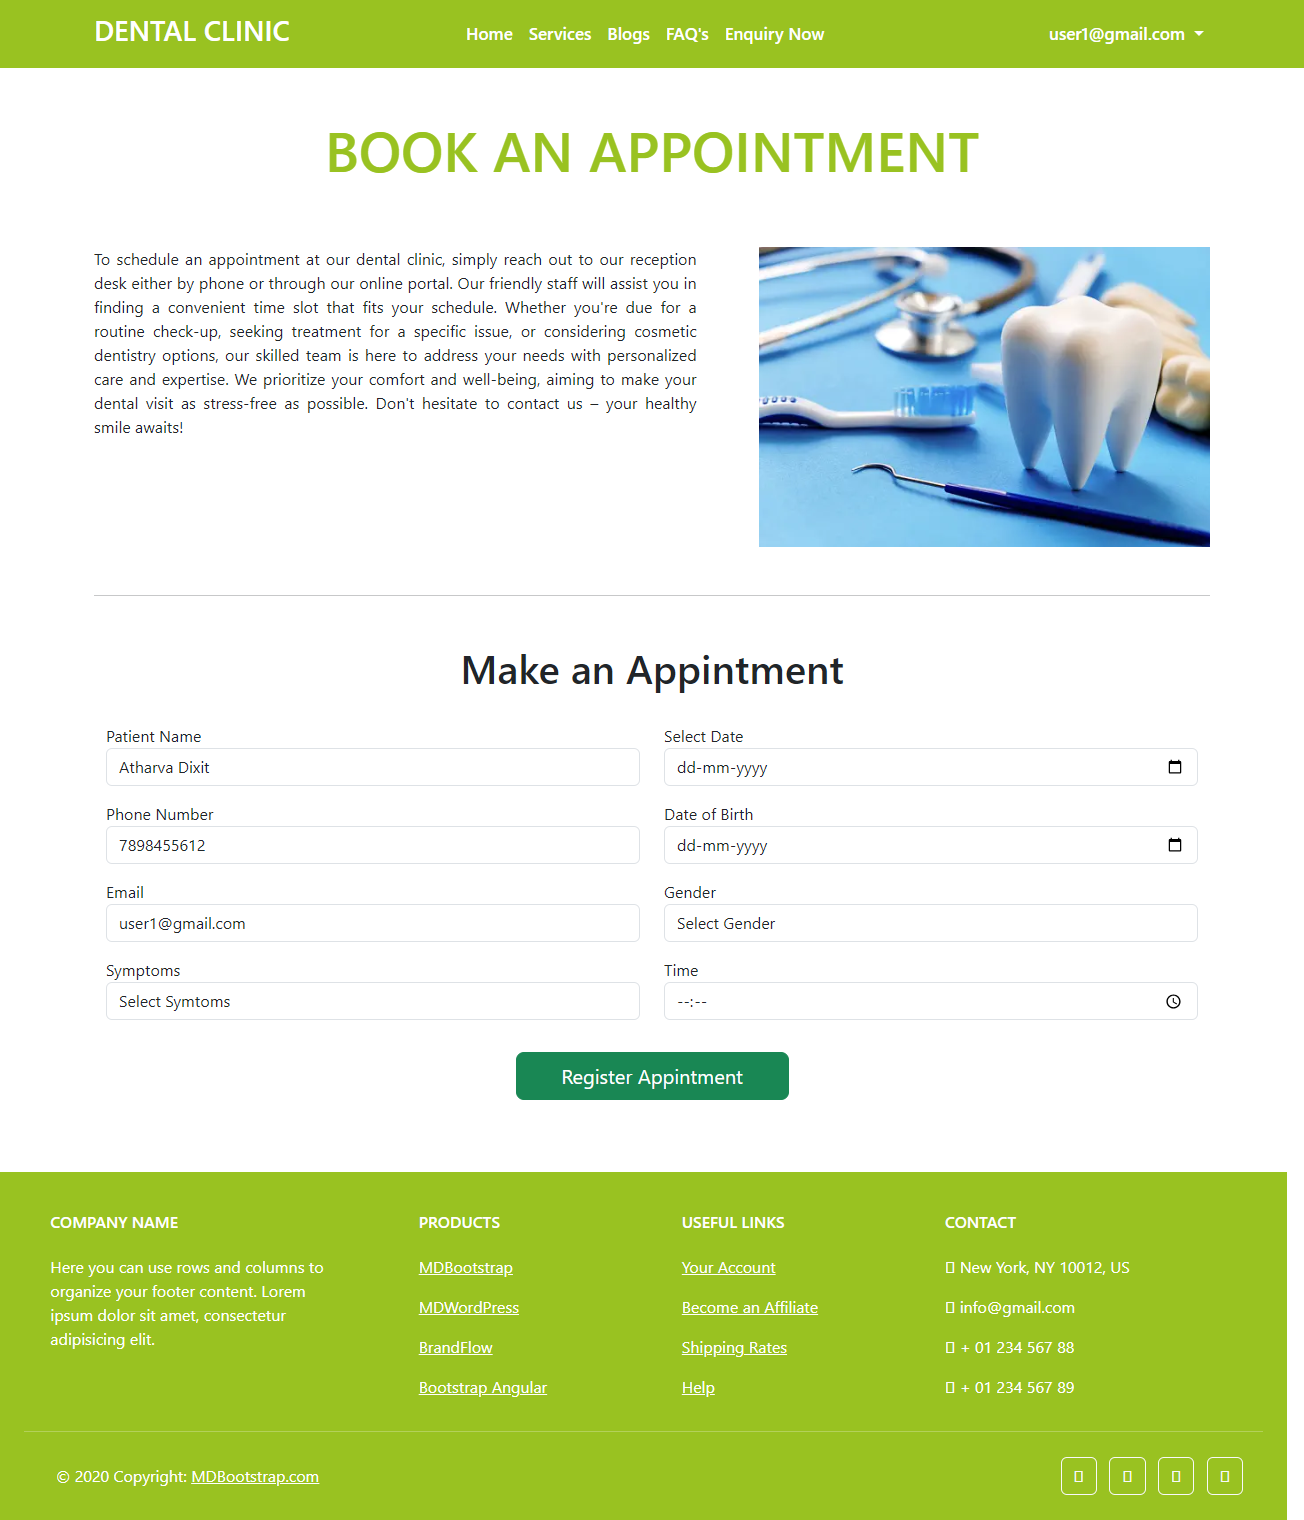 DENTAL CLINIC
Home Services Blogs FAQ's Enquiry Now
user1@gmail.com
BOOK AN APPOINTMENT
To schedule an appointment at our dental clinic, simply reach out to our reception
desk either by phone or through our online portal. Our friendly staff will assist you in
finding a convenient time slot that fits your schedule. Whether you're due for a
routine check-up, seeking treatment for a specific issue, or considering cosmetic
dentistry options, our skilled team is here to address your needs with personalized
care and expertise. We prioritize your comfort and well-being, aiming to make your
dental visit as stress-free as possible. Don't hesitate to contact us – your healthy
smile awaits!
Make an Appintment
Patient Name
Atharva Dixit
Select Date
dd-mm-yyyy
Phone Number
7898455612
Date of Birth
dd-mm-yyyy
Email
user1@gmail.com
Gender
Select Gender
Symptoms
Select Symtoms
Time
--:--
Register Appintment
COMPANY NAME
Here you can use rows and columns to
organize your footer content. Lorem
ipsum dolor sit amet, consectetur
adipisicing elit.
PRODUCTS
MDBootstrap
MDWordPress
BrandFlow
Bootstrap Angular
USEFUL LINKS
Your Account
Become an Affiliate
Shipping Rates
Help
CONTACT
New York, NY 10012, US
info@gmail.com
+ 01 234 567 88
+ 01 234 567 89
© 2020 Copyright: MDBootstrap.com